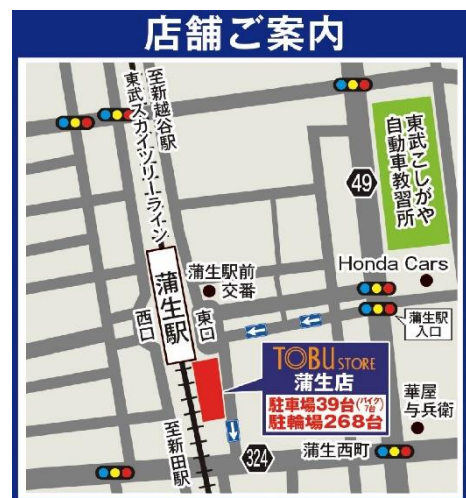 店舗ご案内
至新越谷駅
東武スカイツリーライン
東武こしがや
自動車教習所
49
Honda Cars
蒲生駅前
交番
蒲生駅
西口
東口
蒲生駅
入口
TOBU STORE
蒲生店
駐車場39台(バイク7台)
駐輪場268台
華屋
与兵衛
至新田駅
324
蒲生西町